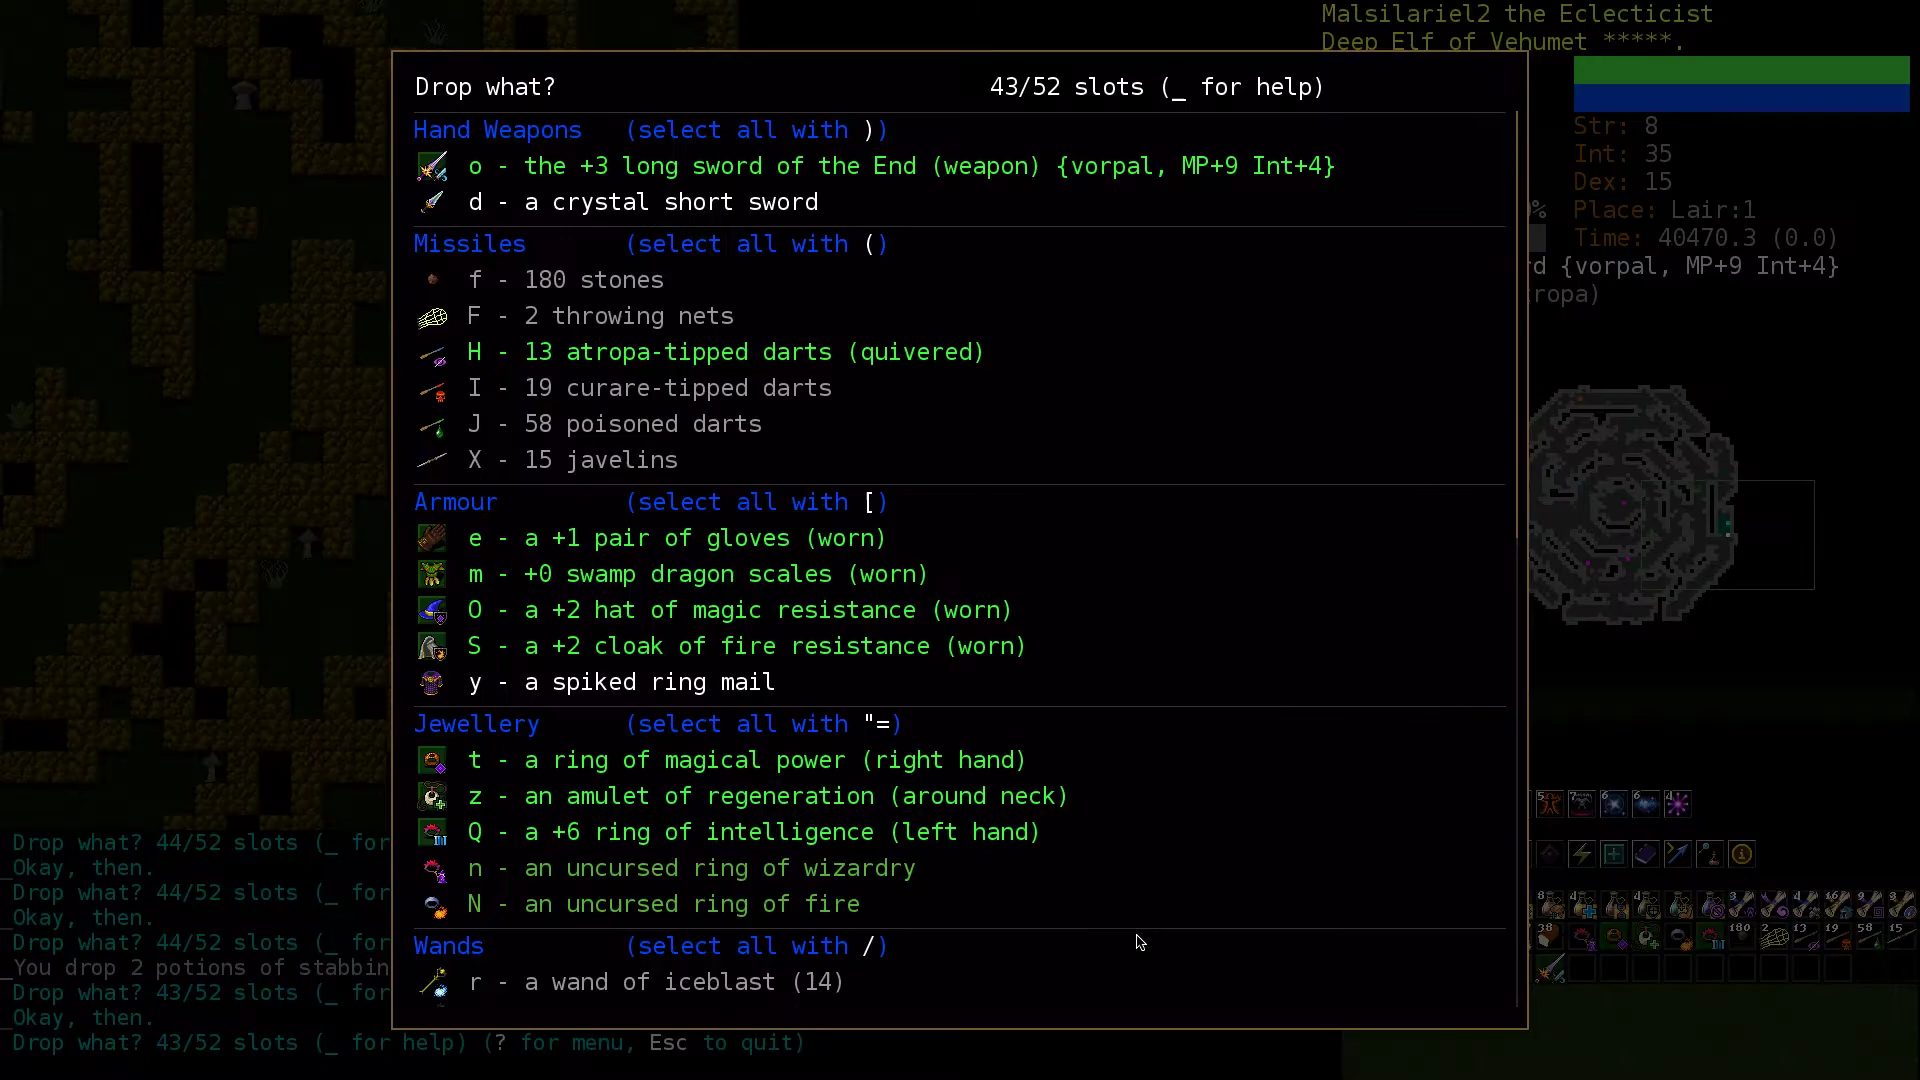 Malsilariel2 the Eclecticist
Deep Elf of Vehumet *****.
Drop what? 43/52 slots (_ for help)
Str: 8
Int: 35
Dex: 15
Place: Lair:1
Time: 40470.3 (0.0)
{vorpal, MP+9 Int+4}
Hand Weapons (select all with ))
o - the +3 long sword of the End (weapon) {vorpal, MP+9 Int+4}
d - a crystal short sword
Missiles (select all with ()
f - 180 stones
F - 2 throwing nets
H - 13 atropa-tipped darts (quivered)
I - 19 curare-tipped darts
J - 58 poisoned darts
X - 15 javelins
Armour (select all with [)
e - a +1 pair of gloves (worn)
m - +0 swamp dragon scales (worn)
O - a +2 hat of magic resistance (worn)
S - a +2 cloak of fire resistance (worn)
y - a spiked ring mail
Jewellery (select all with "=)
t - a ring of magical power (right hand)
z - an amulet of regeneration (around neck)
Q - a +6 ring of intelligence (left hand)
n - an uncursed ring of wizardry
N - an uncursed ring of fire
Wands (select all with /)
r - a wand of iceblast (14)
Drop what? 44/52 slots (_ for
_Okay, then.
Drop what? 44/52 slots (_ for
_Okay, then.
Drop what? 44/52 slots (_ for
_You drop 2 potions of stabbin
Drop what? 43/52 slots (_ for
_Okay, then.
Drop what? 43/52 slots (_ for help) (? for menu, Esc to quit)